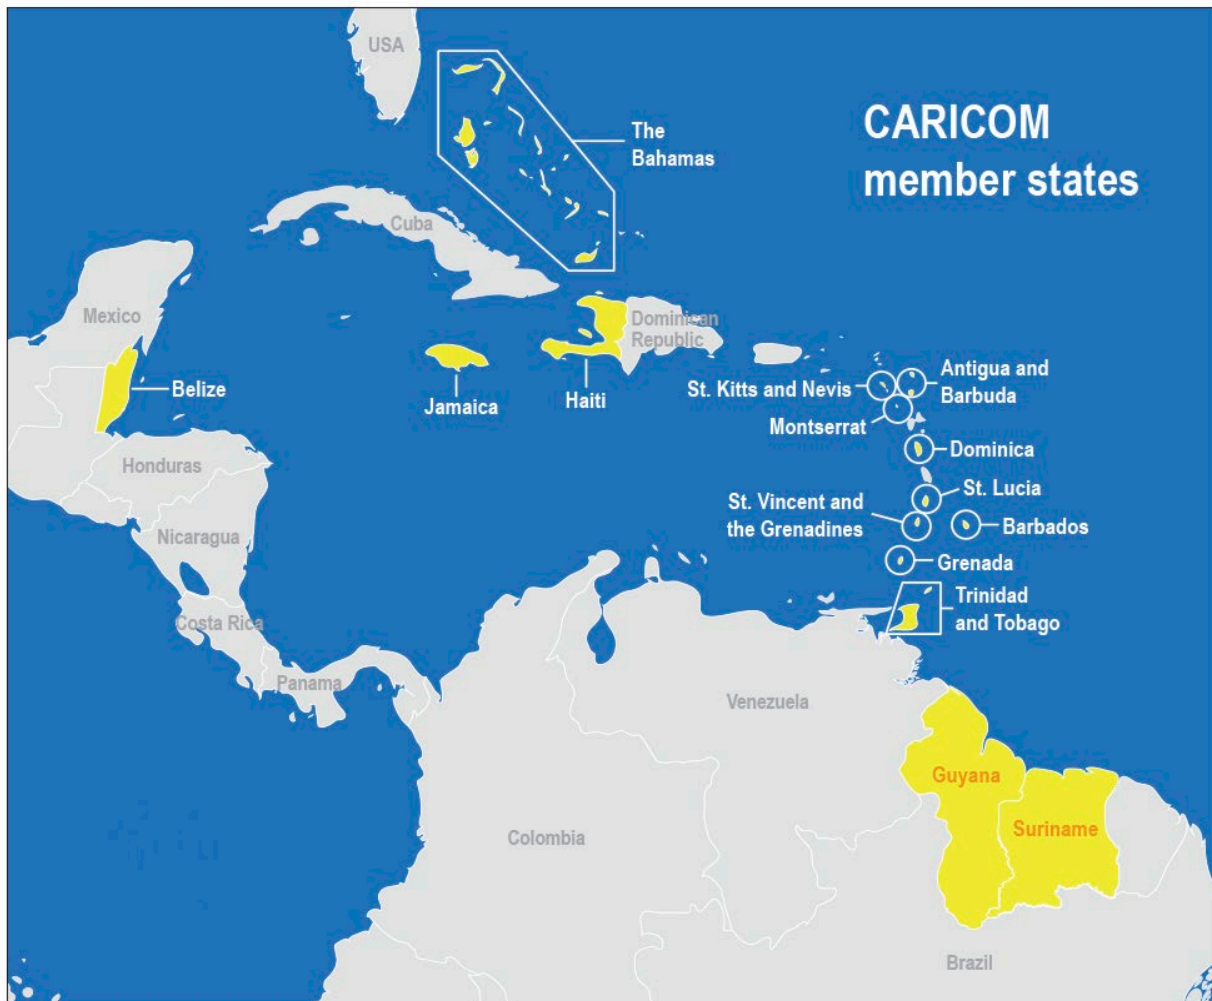 USA
CARICOM
member states
The
Bahamas
Cuba
Mexico
Dominican
Republic
Belize
Jamaica
Haiti
St. Kitts and Nevis
Antigua and
Barbuda
Montserrat
Honduras
Dominica
St. Lucia
St. Vincent and
the Grenadines
Barbados
Nicaragua
Grenada
Trinidad
and Tobago
Costa Rica
Panama
Venezuela
Guyana
Suriname
Colombia
Brazil